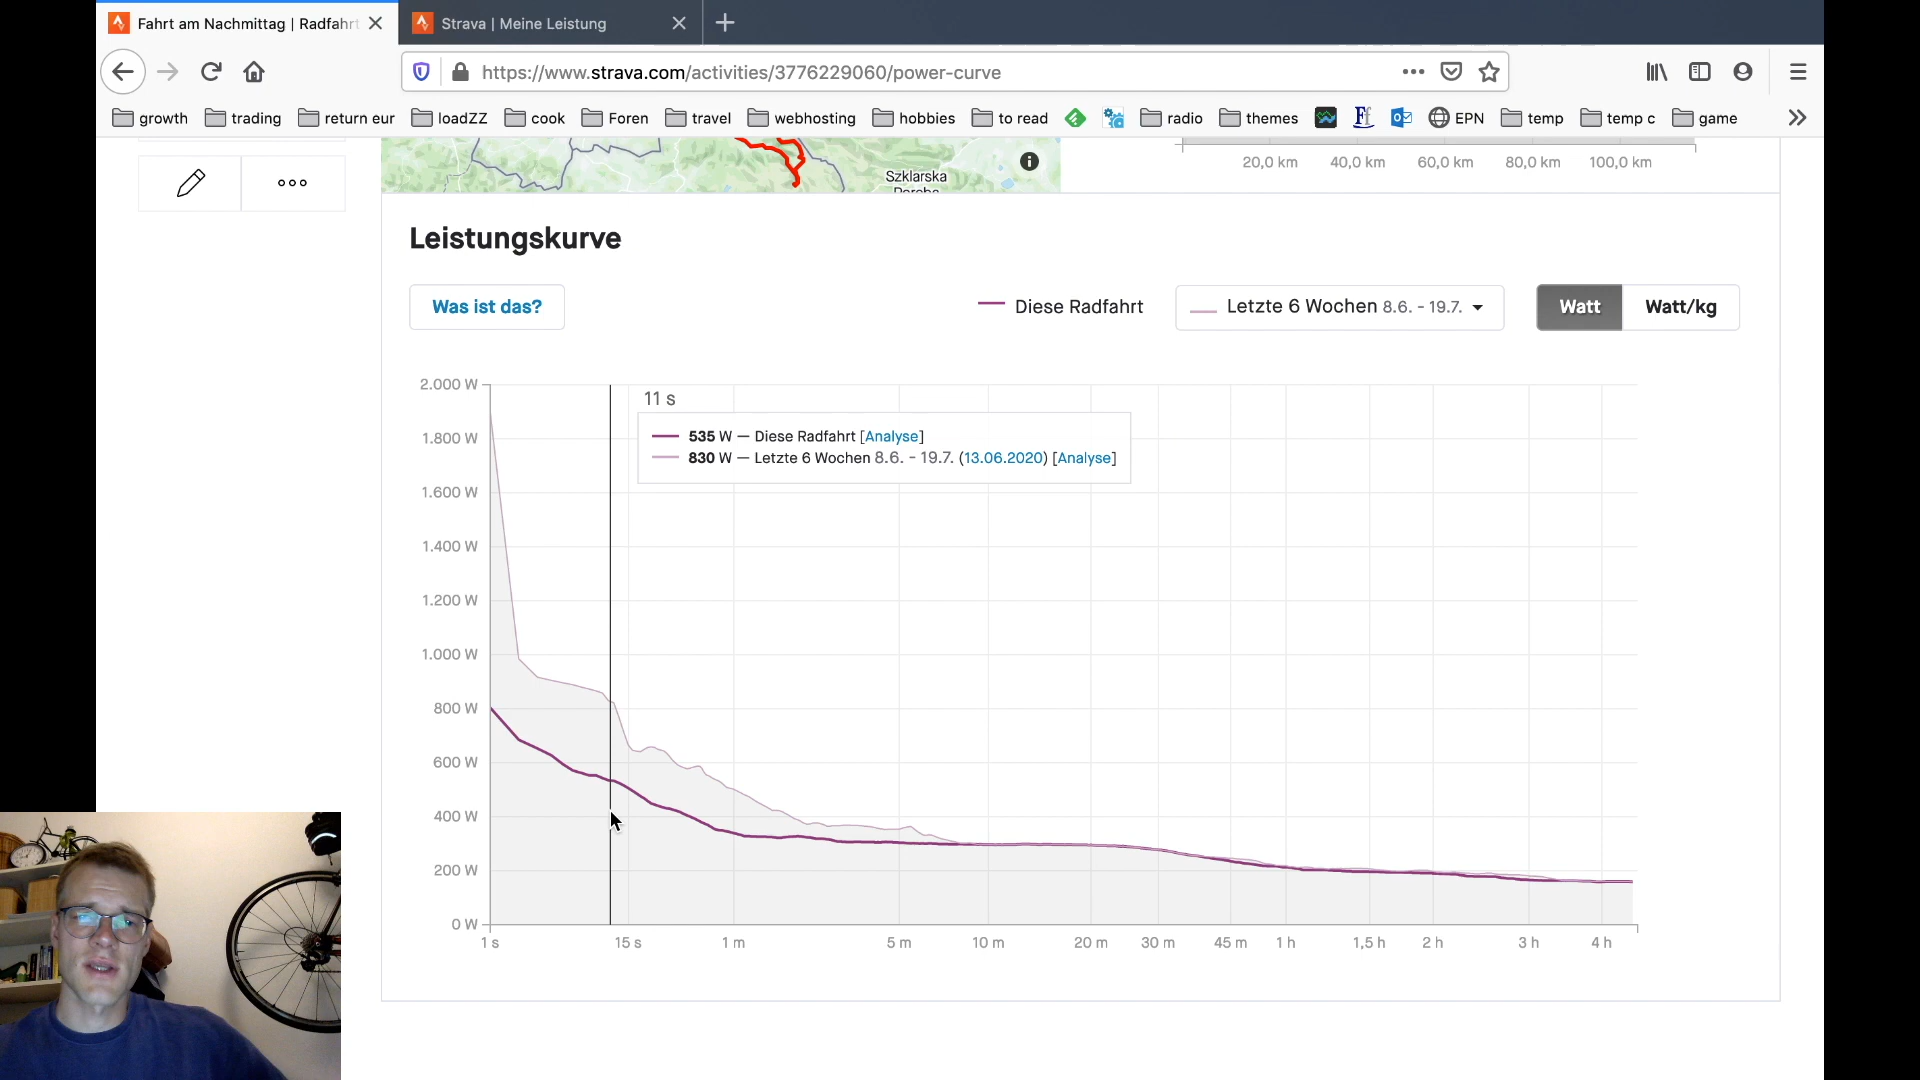 Fahrt am Nachmittag | Radfahrt
Strava | Meine Leistung
https://www.strava.com/activities/3776229060/power-curve
growth
trading
return eur
loadZZ
cook
Foren
travel
webhosting
hobbies
to read
radio
themes
EPN
temp
temp c
game
Szklarska
Poroba
20,0 km
40,0 km
60,0 km
80,0 km
100,0 km
Leistungskurve
Was ist das?
Diese Radfahrt
Letzte 6 Wochen 8.6. - 19.7.
Watt
Watt/kg
11 s
535 W — Diese Radfahrt [Analyse]
830 W — Letzte 6 Wochen 8.6. - 19.7. (13.06.2020) [Analyse]
2.000 W
1.800 W
1.600 W
1.400 W
1.200 W
1.000 W
800 W
600 W
400 W
200 W
0 W
1 s
15 s
1 m
5 m
10 m
20 m
30 m
45 m
1 h
1,5 h
2 h
3 h
4 h